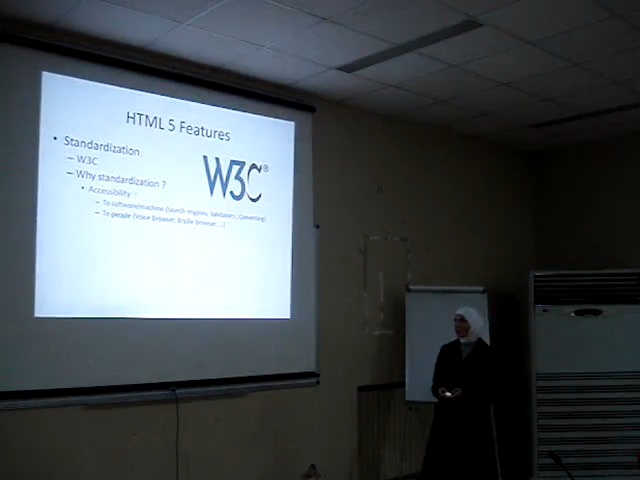 HTML 5 Features
• Standardization.
– W3C
– Why standardization ?
W3C®
• Accessibility
– To software/machine (Search engines, Validators, Converting)
– To people (Voice browser, Braille browser, ...)